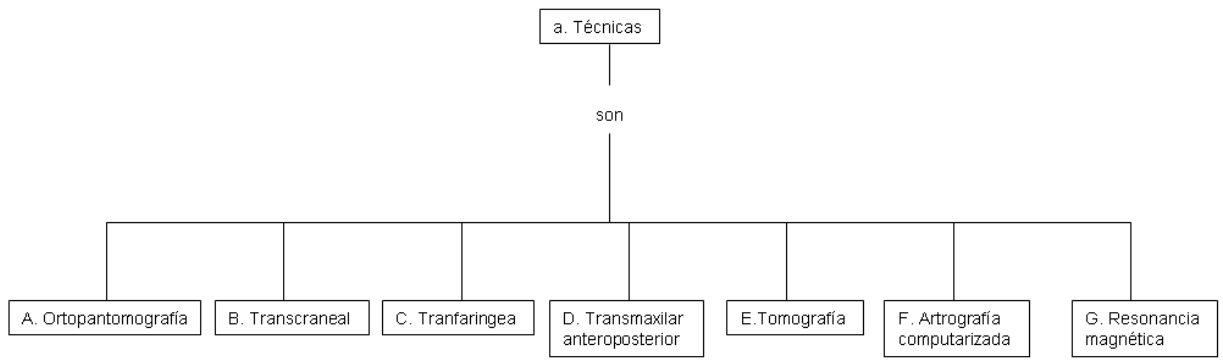 a. Técnicas
son
A. Ortopantomografía
B. Transcraneal
C. Tranfaringea
D. Transmaxilar
anteroposterior
E.Tomografía
F. Artrografía
computarizada
G. Resonancia
magnética